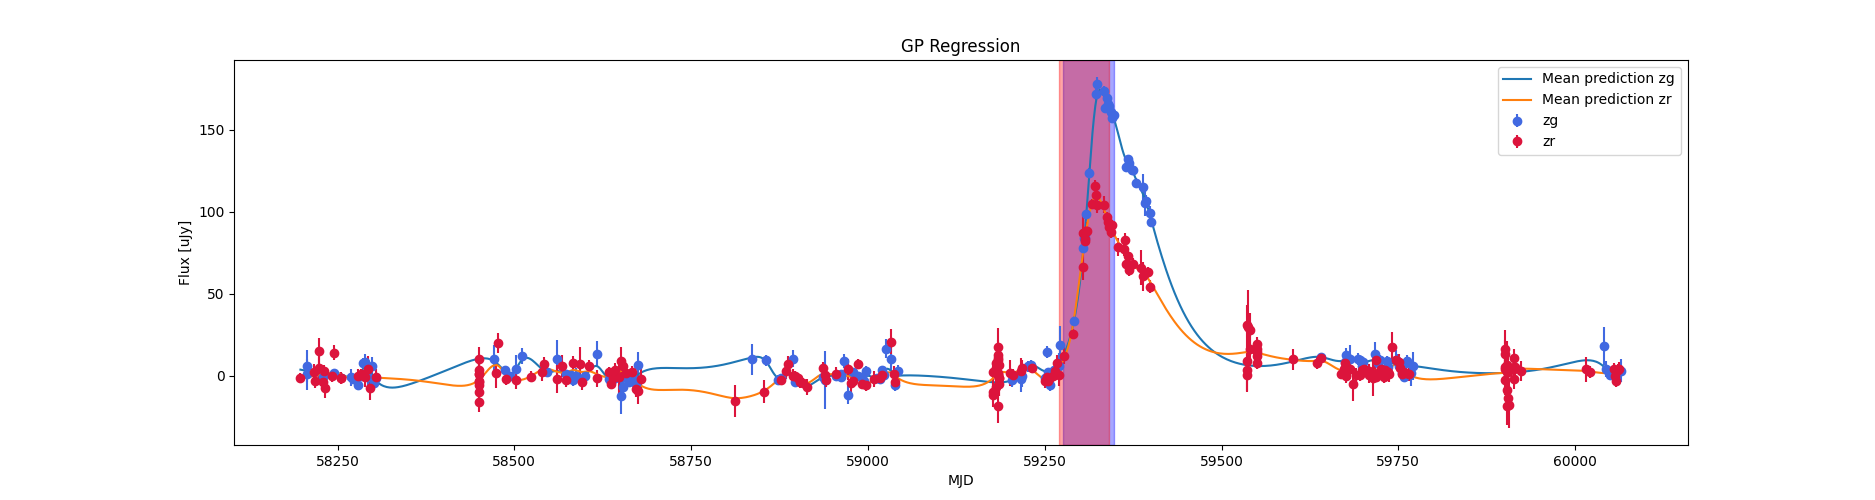 GP Regression
Mean prediction zg
Mean prediction zr
zg
zr
Flux [uJy]
150
100
50
0
58250
58500
58750
59000
59250
59500
59750
60000
MJD